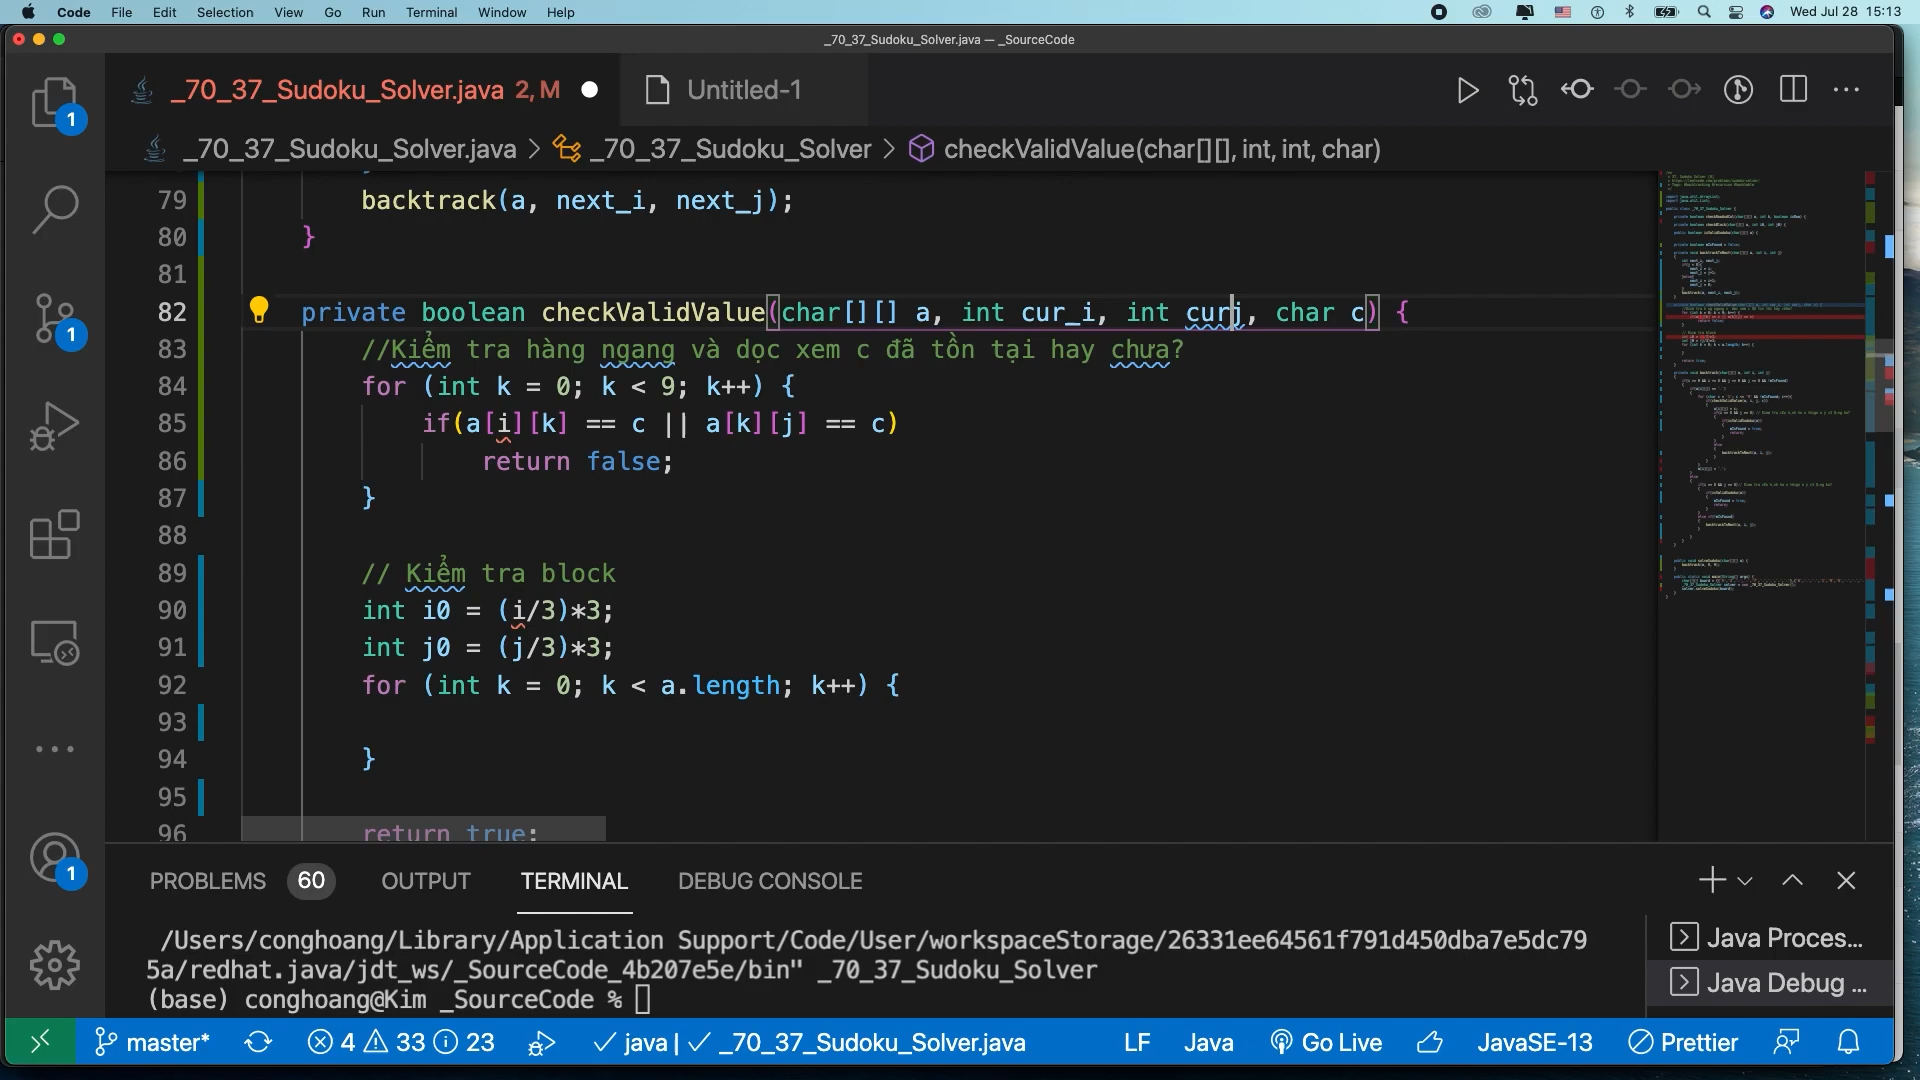 Code File Edit Selection View Go Run Terminal Window Help Wed Jul 28 15:13
_70_37_Sudoku_Solver.java — _SourceCode
_70_37_Sudoku_Solver.java 2, M Untitled-1
_70_37_Sudoku_Solver.java > _70_37_Sudoku_Solver > checkValidValue(char[][], int, int, char)
79 backtrack(a, next_i, next_j);
80 }
81
82 private boolean checkValidValue(char[][] a, int cur_i, int curj, char c) {
83 //Kiểm tra hàng ngang và dọc xem c đã tồn tại hay chưa?
84 for (int k = 0; k < 9; k++) {
85 if(a[i][k] == c || a[k][j] == c)
86 return false;
87 }
88
89 // Kiểm tra block
90 int i0 = (i/3)*3;
91 int j0 = (j/3)*3;
92 for (int k = 0; k < a.length; k++) {
93
94 }
95
96 return true;
PROBLEMS 60 OUTPUT TERMINAL DEBUG CONSOLE
/Users/conghoang/Library/Application Support/Code/User/workspaceStorage/26331ee64561f791d450dba7e5dc79
5a/redhat.java/jdt_ws/_SourceCode_4b207e5e/bin" _70_37_Sudoku_Solver
(base) conghoang@Kim _SourceCode %
Java Proces...
Java Debug ...
1
1
1
master* 4 33 23 java | _70_37_Sudoku_Solver.java LF Java Go Live JavaSE-13 Prettier